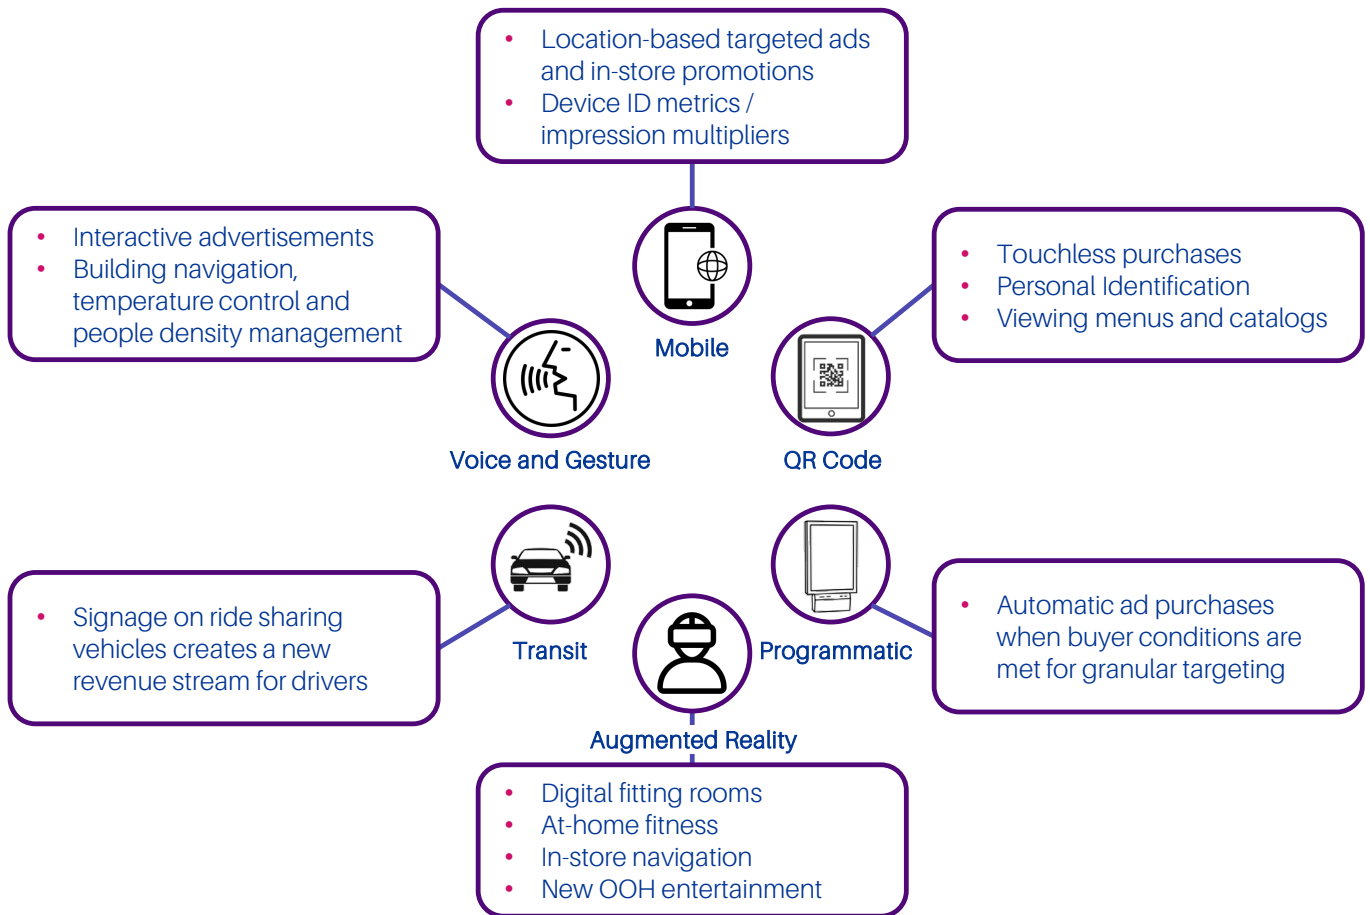 • Location-based targeted ads
and in-store promotions
• Device ID metrics /
impression multipliers
Mobile
• Interactive advertisements
• Building navigation,
temperature control and
people density management
Voice and Gesture
• Touchless purchases
• Personal Identification
• Viewing menus and catalogs
QR Code
• Signage on ride sharing
vehicles creates a new
revenue stream for drivers
Transit
• Automatic ad purchases
when buyer conditions are
met for granular targeting
Programmatic
Augmented Reality
• Digital fitting rooms
• At-home fitness
• In-store navigation
• New OOH entertainment